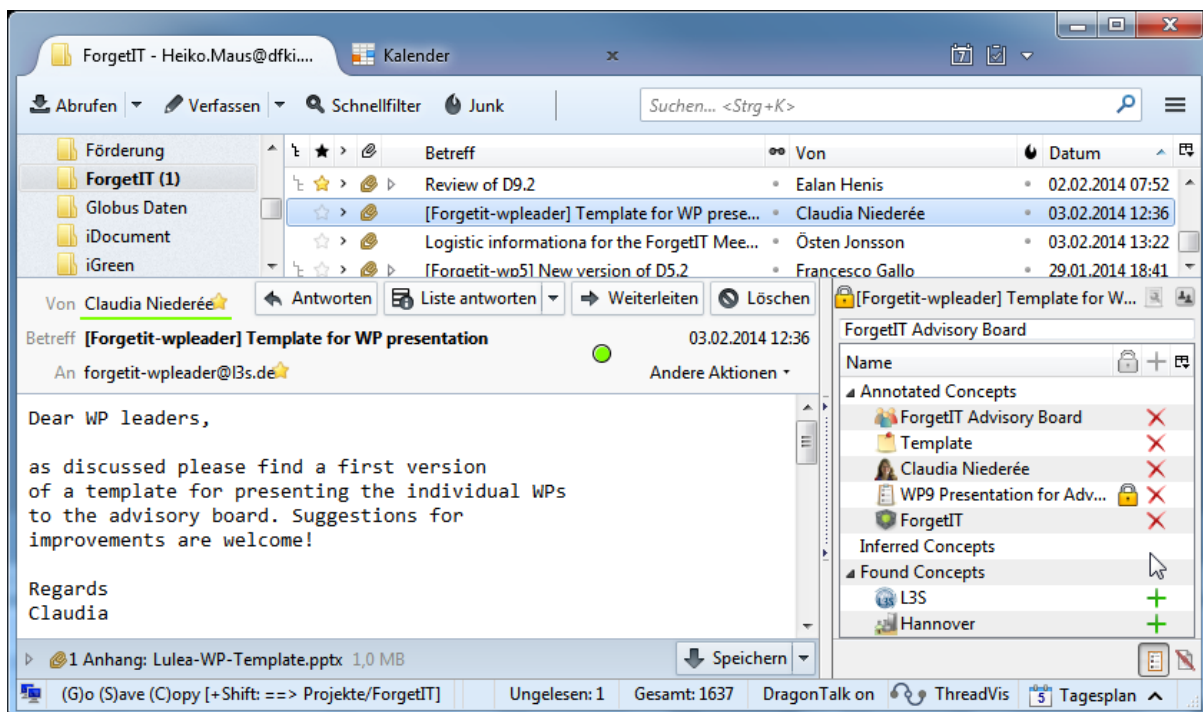 ForgetIT - Heiko.Maus@dfki.... Kalender 7
Abrufen Verfassen Schnellfilter Junk Suchen... <Strg+K>
Förderung
ForgetIT (1)
Globus Daten
iDocument
iGreen
Betreff Von Datum
Review of D9.2 Ealan Henis 02.02.2014 07:52
[Forgetit-wpleader] Template for WP prese... Claudia Niederée 03.02.2014 12:36
Logistic informationa for the ForgetIT Mee... Östen Jonsson 03.02.2014 13:22
[Forgetit-wp5] New version of D5.2 Francesco Gallo 29.01.2014 18:41
Von Claudia Niederée Antworten Liste antworten Weiterleiten Löschen
Betreff [Forgetit-wpleader] Template for WP presentation 03.02.2014 12:36
An forgetit-wpleader@l3s.de Andere Aktionen
Dear WP leaders,
as discussed please find a first version
of a template for presenting the individual WPs
to the advisory board. Suggestions for
improvements are welcome!
Regards
Claudia
1 Anhang: Lulea-WP-Template.pptx 1,0 MB Speichern
[Forgetit-wpleader] Template for W...
ForgetIT Advisory Board
Name
Annotated Concepts
ForgetIT Advisory Board
Template
Claudia Niederée
WP9 Presentation for Adv...
ForgetIT
Inferred Concepts
Found Concepts
L3S
Hannover
(G)o (S)ave (C)opy [+Shift: ==> Projekte/ForgetIT] Ungelesen: 1 Gesamt: 1637 DragonTalk on ThreadVis 5 Tagesplan